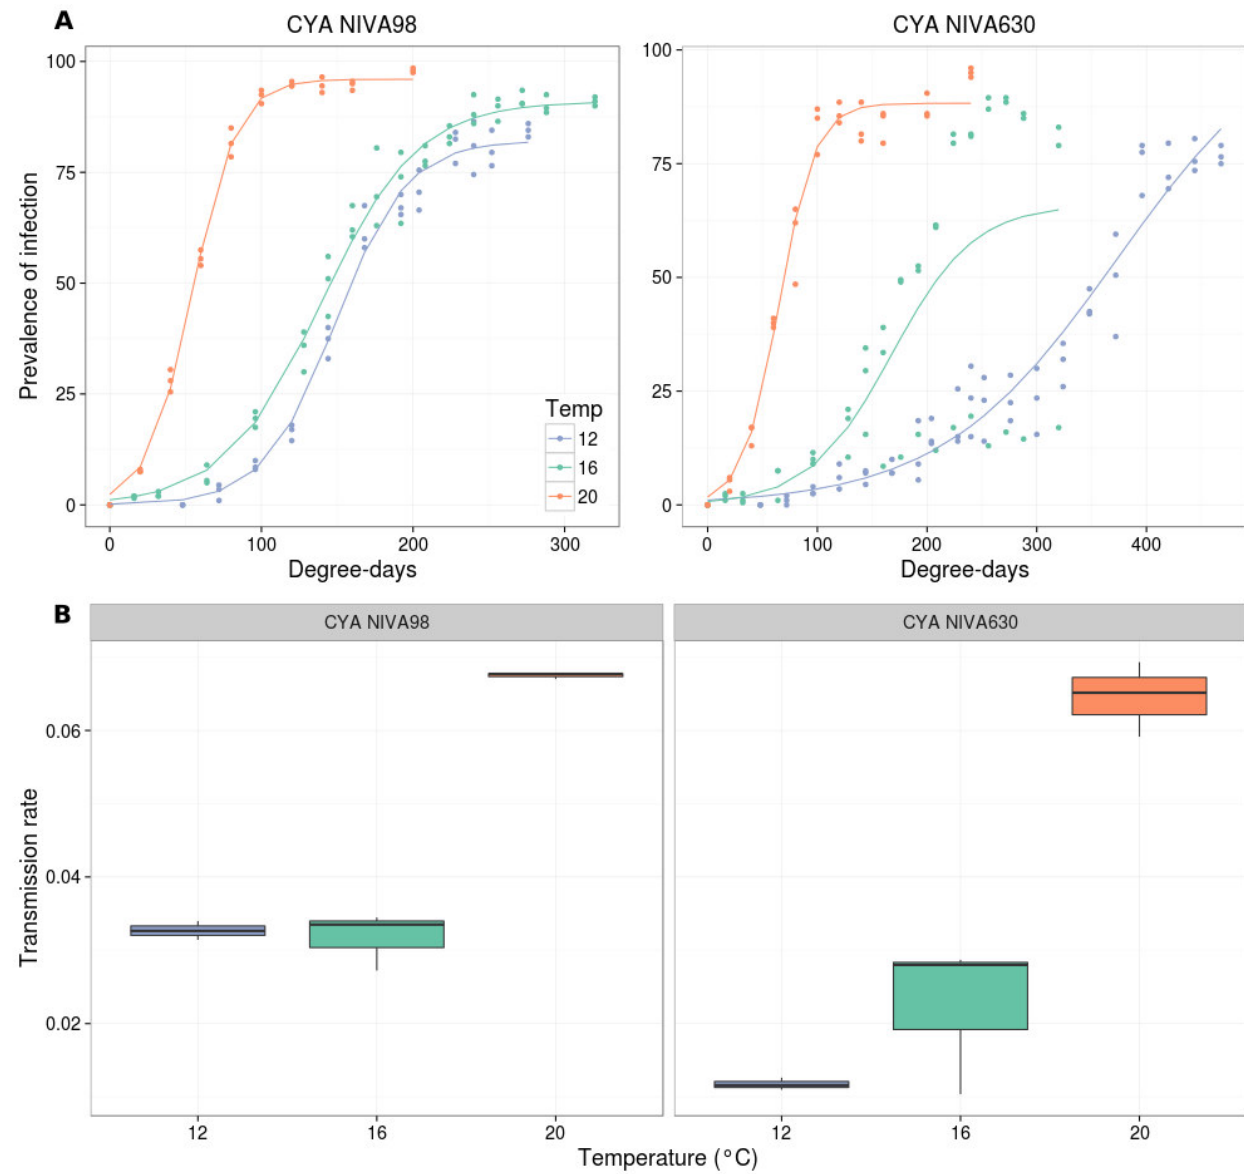 A
CYA NIVA98
CYA NIVA630
Prevalence of infection
100
75
50
25
0
0 100 200 300
Degree-days
Temp
12
16
20
100
75
50
25
0
0 100 200 300 400
Degree-days
B
CYA NIVA98
CYA NIVA630
Transmission rate
0.06
0.04
0.02
12 16 20
12 16 20
Temperature (°C)